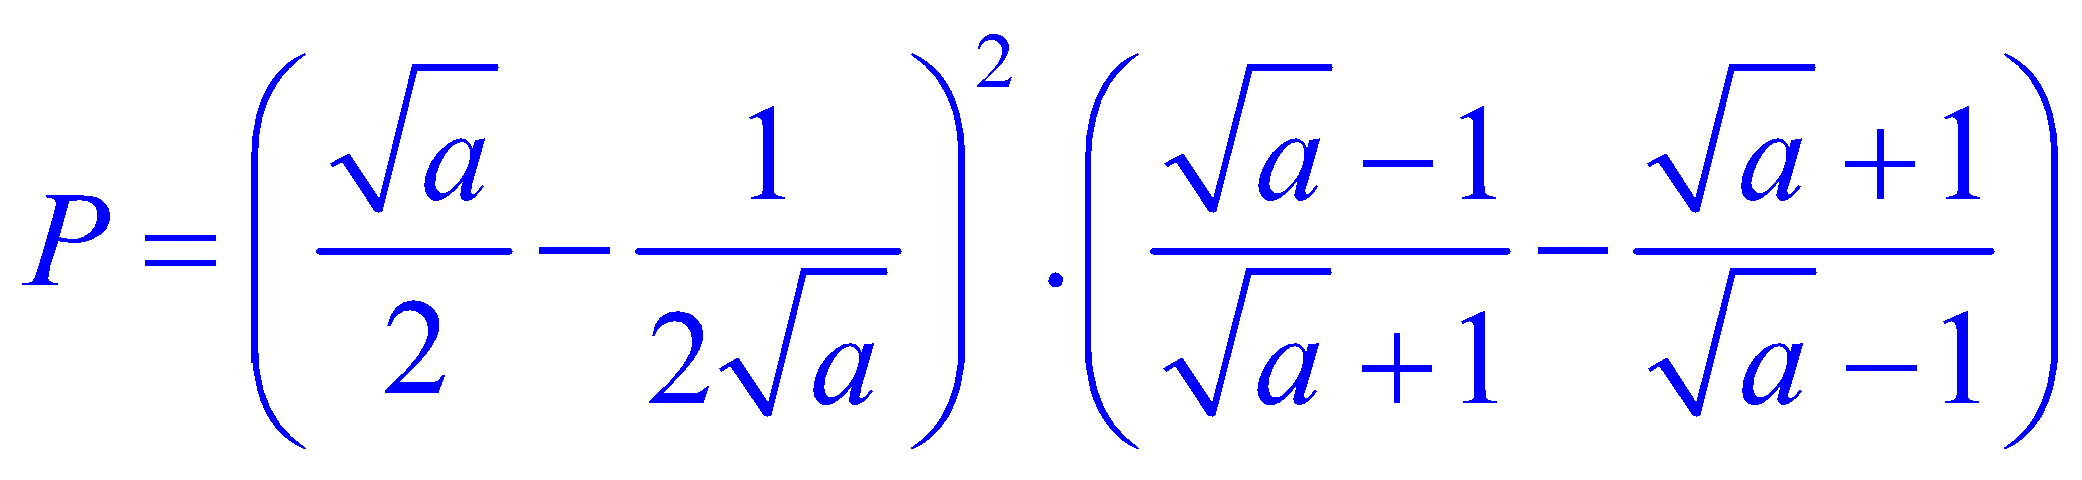 P = (√a/2 − 1/(2√a))² . ((√a − 1)/(√a + 1) − (√a + 1)/(√a − 1))